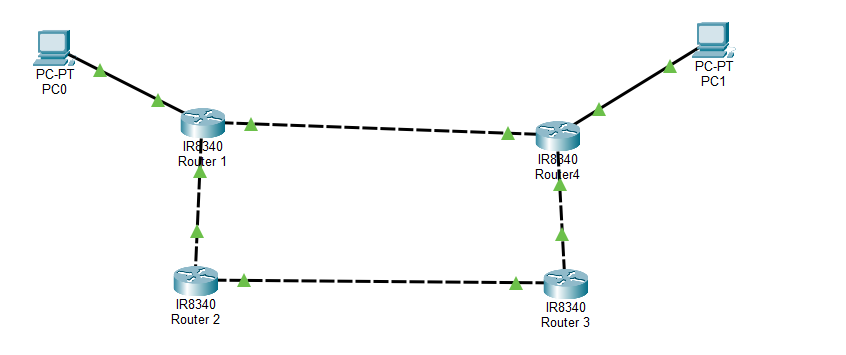 PC-PT
PC0
PC-PT
PC1
IR8340
Router 1
IR8340
Router4
IR8340
Router 2
IR8340
Router 3